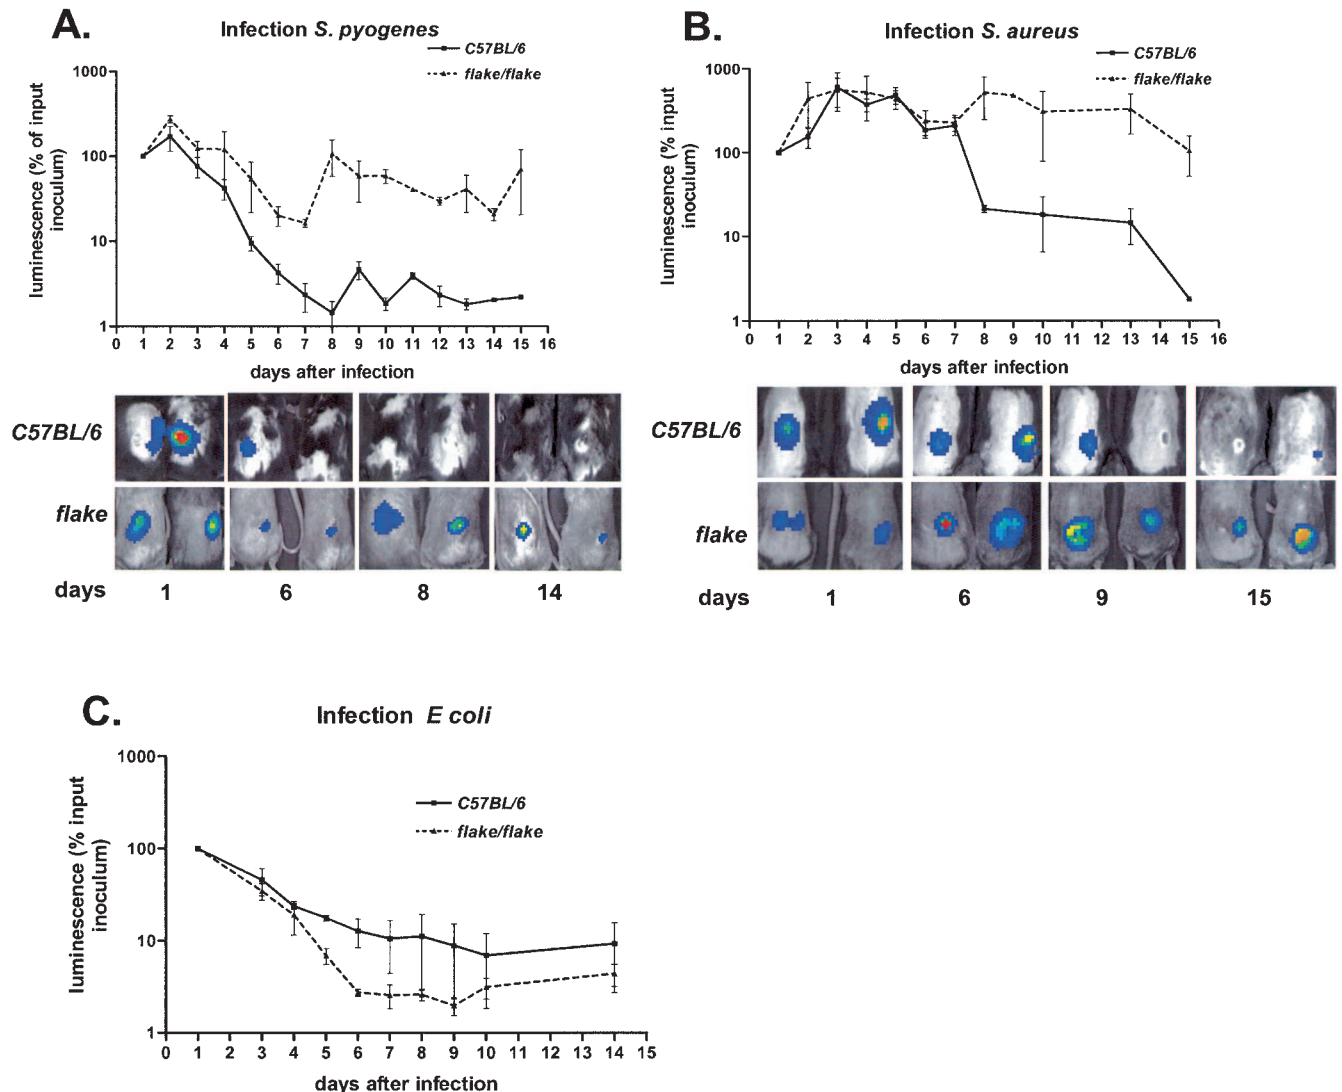 A.
Infection S. pyogenes
C57BL/6
flake/flake
luminescence (% of input
inoculum)
1000
100
10
1
0 1 2 3 4 5 6 7 8 9 10 11 12 13 14 15 16
days after infection
C57BL/6
flake
days 1 6 8 14
B.
Infection S. aureus
C57BL/6
flake/flake
luminescence (% input
inoculum)
1000
100
10
1
0 1 2 3 4 5 6 7 8 9 10 11 12 13 14 15 16
days after infection
C57BL/6
flake
days 1 6 9 15
C.
Infection E coli
C57BL/6
flake/flake
luminescence (% input
inoculum)
1000
100
10
1
0 1 2 3 4 5 6 7 8 9 10 11 12 13 14 15
days after infection